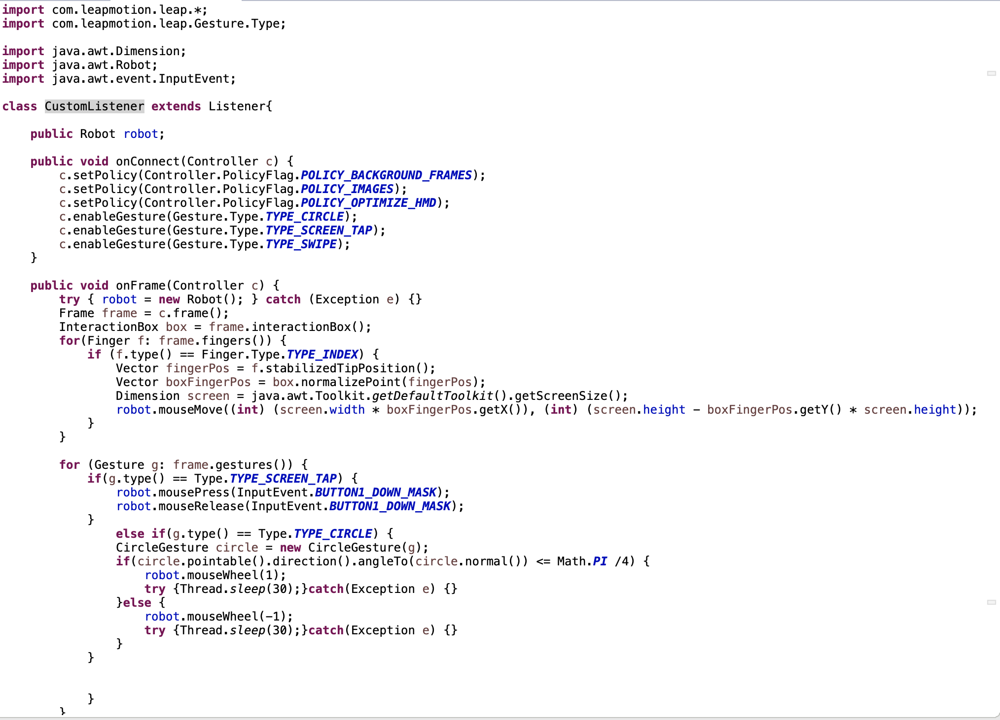 import com.leapmotion.leap.*;
import com.leapmotion.leap.Gesture.Type;

import java.awt.Dimension;
import java.awt.Robot;
import java.awt.event.InputEvent;

class CustomListener extends Listener{

    public Robot robot;

    public void onConnect(Controller c) {
        c.setPolicy(Controller.PolicyFlag.POLICY_BACKGROUND_FRAMES);
        c.setPolicy(Controller.PolicyFlag.POLICY_IMAGES);
        c.setPolicy(Controller.PolicyFlag.POLICY_OPTIMIZE_HMD);
        c.enableGesture(Gesture.Type.TYPE_CIRCLE);
        c.enableGesture(Gesture.Type.TYPE_SCREEN_TAP);
        c.enableGesture(Gesture.Type.TYPE_SWIPE);
    }

    public void onFrame(Controller c) {
        try { robot = new Robot(); } catch (Exception e) {}
        Frame frame = c.frame();
        InteractionBox box = frame.interactionBox();
        for(Finger f: frame.fingers()) {
            if (f.type() == Finger.Type.TYPE_INDEX) {
                Vector fingerPos = f.stabilizedTipPosition();
                Vector boxFingerPos = box.normalizePoint(fingerPos);
                Dimension screen = java.awt.Toolkit.getDefaultToolkit().getScreenSize();
                robot.mouseMove((int) (screen.width * boxFingerPos.getX()), (int) (screen.height - boxFingerPos.getY() * screen.height));
            }
        }

        for (Gesture g: frame.gestures()) {
            if(g.type() == Type.TYPE_SCREEN_TAP) {
                robot.mousePress(InputEvent.BUTTON1_DOWN_MASK);
                robot.mouseRelease(InputEvent.BUTTON1_DOWN_MASK);
            }
                else if(g.type() == Type.TYPE_CIRCLE) {
                CircleGesture circle = new CircleGesture(g);
                if(circle.pointable().direction().angleTo(circle.normal()) <= Math.PI /4) {
                    robot.mouseWheel(1);
                    try {Thread.sleep(30);}catch(Exception e) {}
                }else {
                    robot.mouseWheel(-1);
                    try {Thread.sleep(30);}catch(Exception e) {}
                }
            }


            }
        }